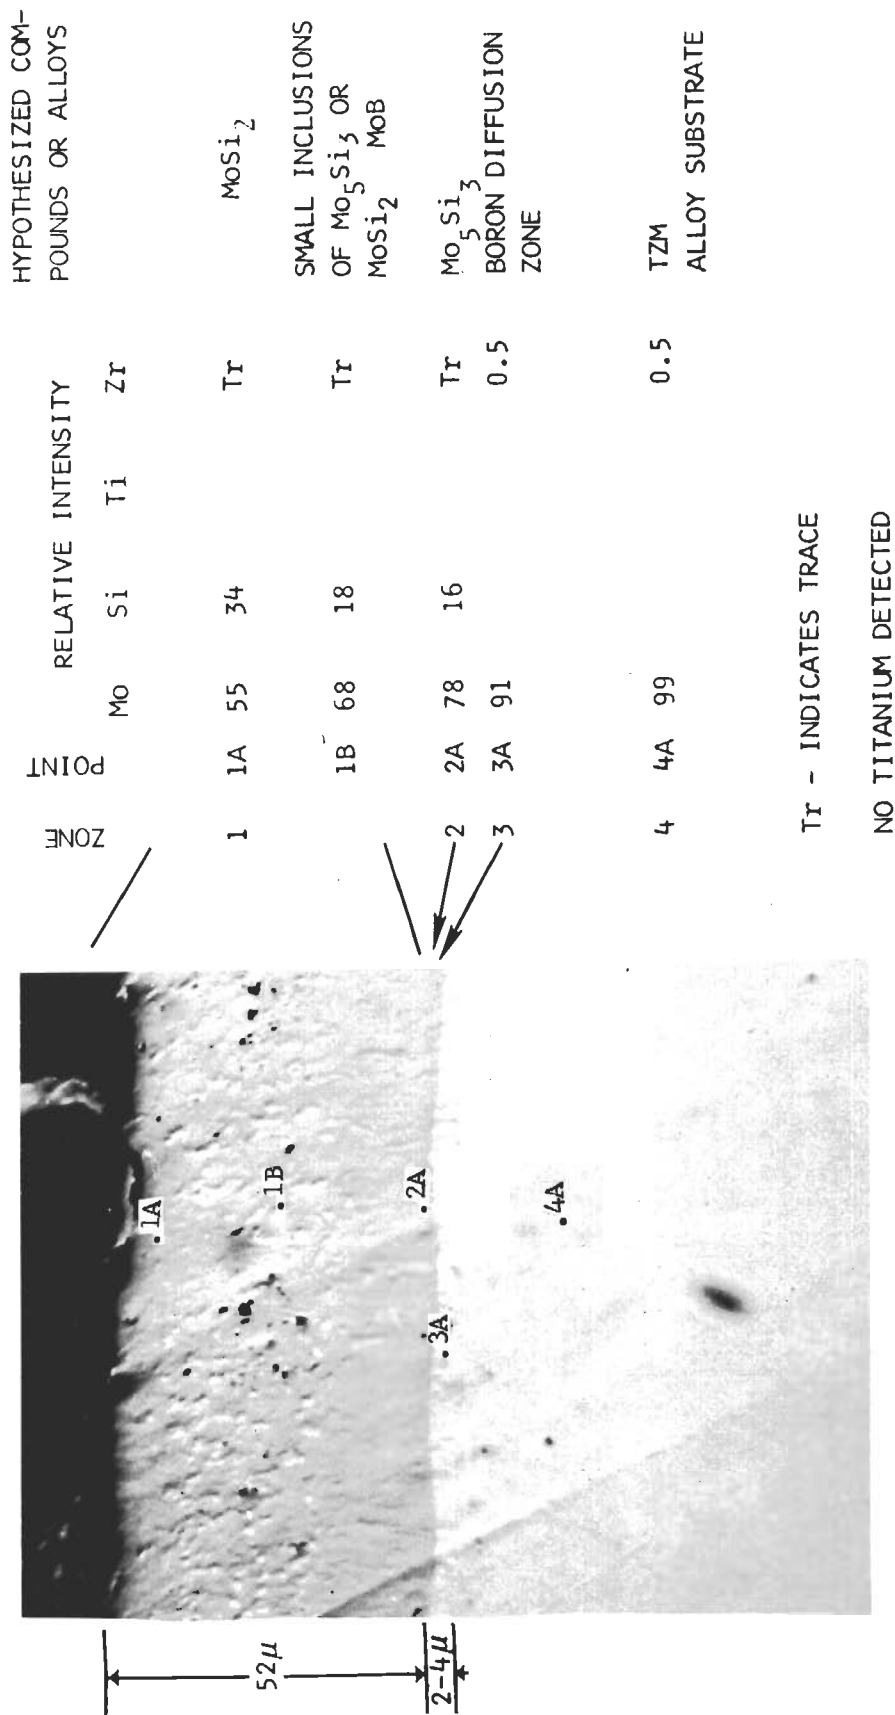 HYPOTHESIZED COM-
POUNDS OR ALLOYS
RELATIVE INTENSITY
ZONE POINT Mo Si Ti Zr
1 1A 55 34 Tr MoSi2
1B 68 18 Tr SMALL INCLUSIONS
OF Mo5Si3 OR
MoSi2 MoB
2 2A 78 16 Tr Mo5Si3
3 3A 91 0.5 BORON DIFFUSION
ZONE
4 4A 99 0.5 TZM
ALLOY SUBSTRATE
Tr - INDICATES TRACE
NO TITANIUM DETECTED
1A
1B
2A
3A
4A
52μ
2-4μ